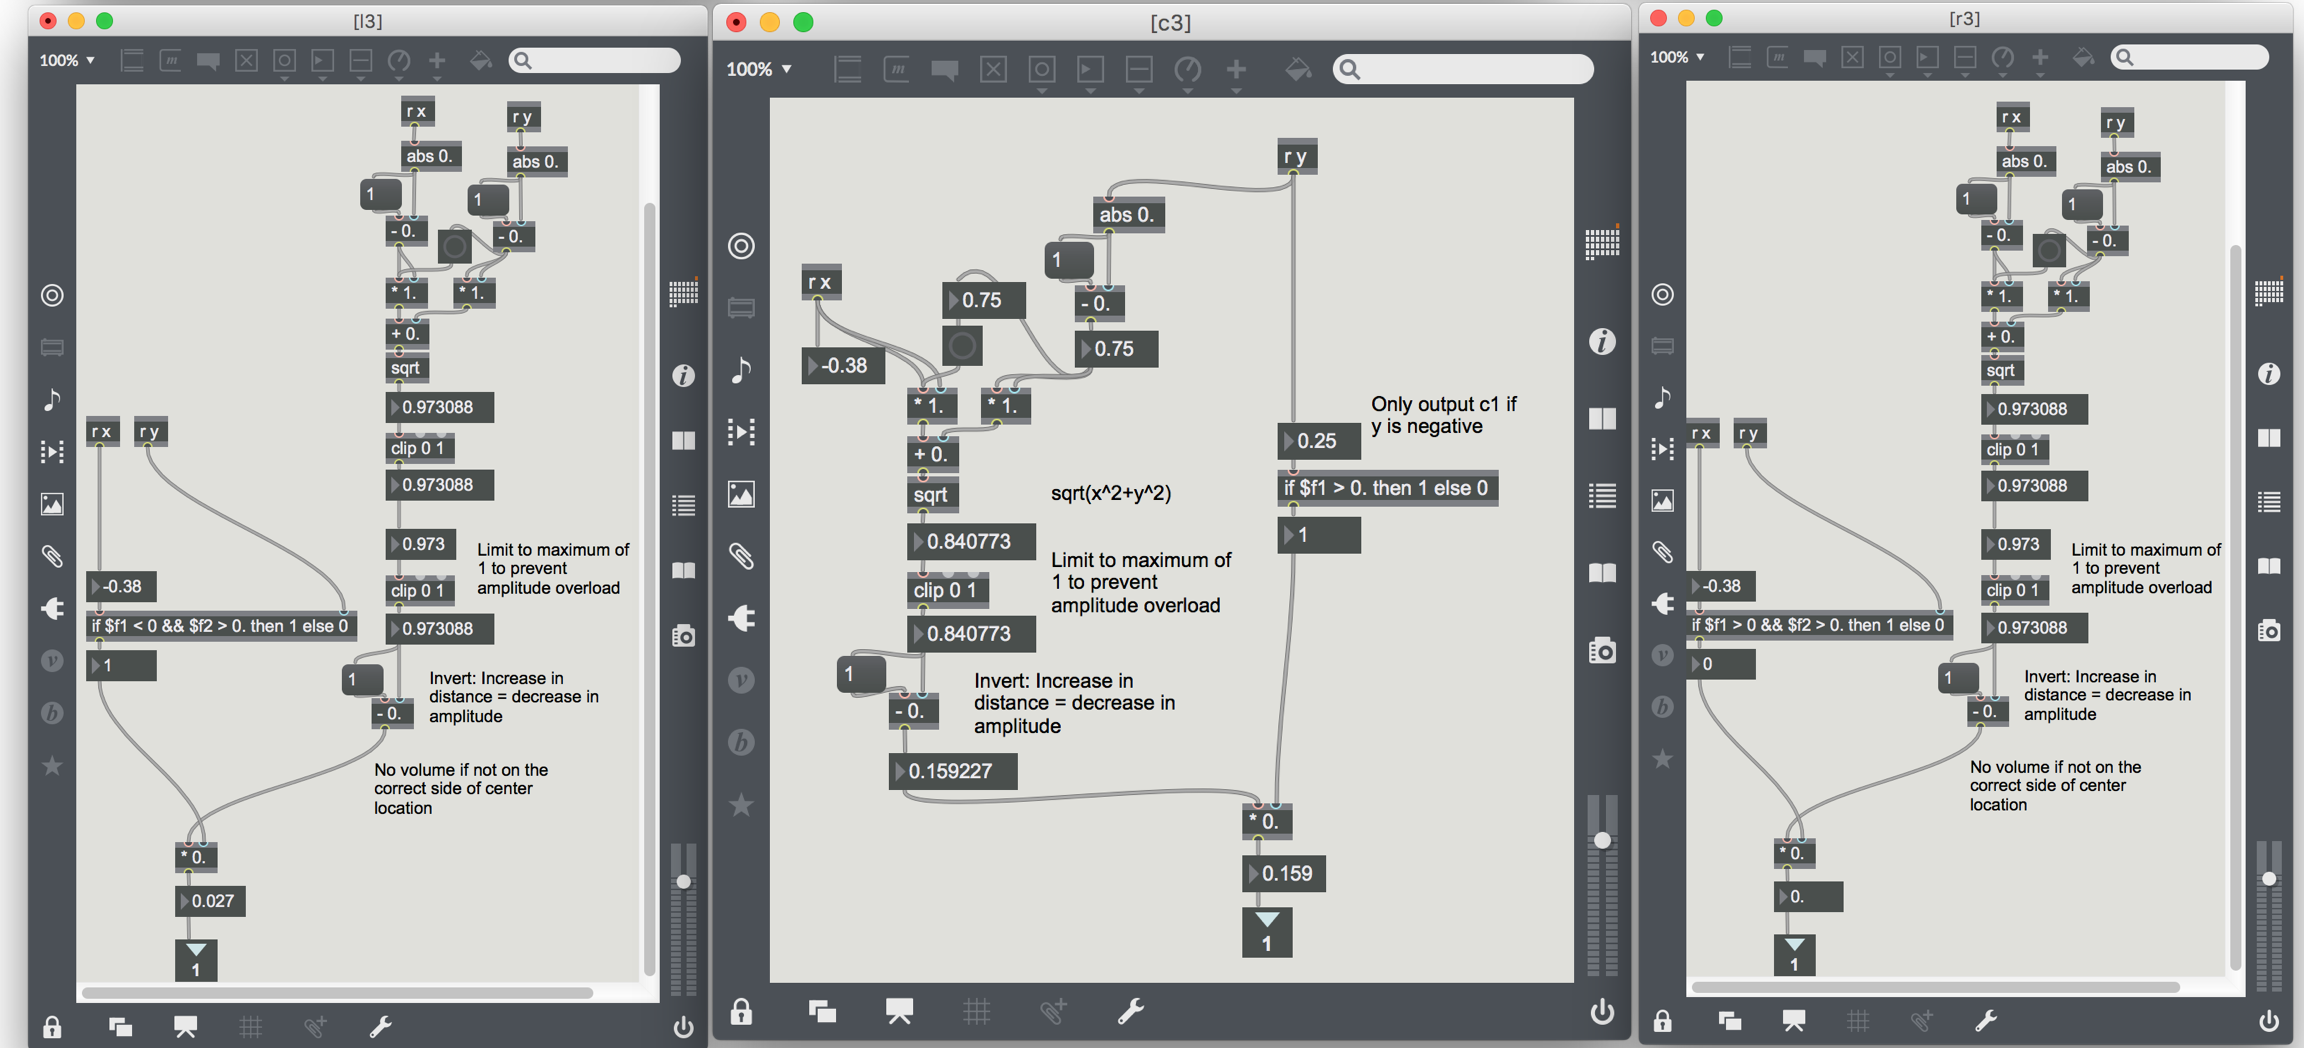 [l3]
100%
m
r x
r y
abs 0.
abs 0.
1
1
- 0.
- 0.
* 1.
* 1.
+ 0.
sqrt
0.973088
clip 0 1
0.973088
r x
r y
0.973
Limit to maximum of
1 to prevent
amplitude overload
clip 0 1
-0.38
if $f1 < 0 && $f2 > 0. then 1 else 0
0.973088
1
1
Invert: Increase in
distance = decrease in
amplitude
- 0.
No volume if not on the
correct side of center
location
* 0.
0.027
1
i
v
b
[c3]
100%
m
r y
abs 0.
1
r x
0.75
- 0.
-0.38
0.75
* 1.
* 1.
Only output c1 if
y is negative
0.25
+ 0.
sqrt
sqrt(x^2+y^2)
if $f1 > 0. then 1 else 0
0.840773
1
Limit to maximum of
1 to prevent
amplitude overload
clip 0 1
0.840773
1
Invert: Increase in
distance = decrease in
amplitude
- 0.
0.159227
* 0.
0.159
1
i
v
b
[r3]
100%
m
r x
r y
abs 0.
abs 0.
1
1
- 0.
- 0.
* 1.
* 1.
+ 0.
sqrt
0.973088
clip 0 1
0.973088
r x
r y
0.973
Limit to maximum of
1 to prevent
amplitude overload
clip 0 1
-0.38
if $f1 > 0 && $f2 > 0. then 1 else 0
0.973088
0
1
Invert: Increase in
distance = decrease in
amplitude
- 0.
No volume if not on the
correct side of center
location
* 0.
0.
1
i
v
b